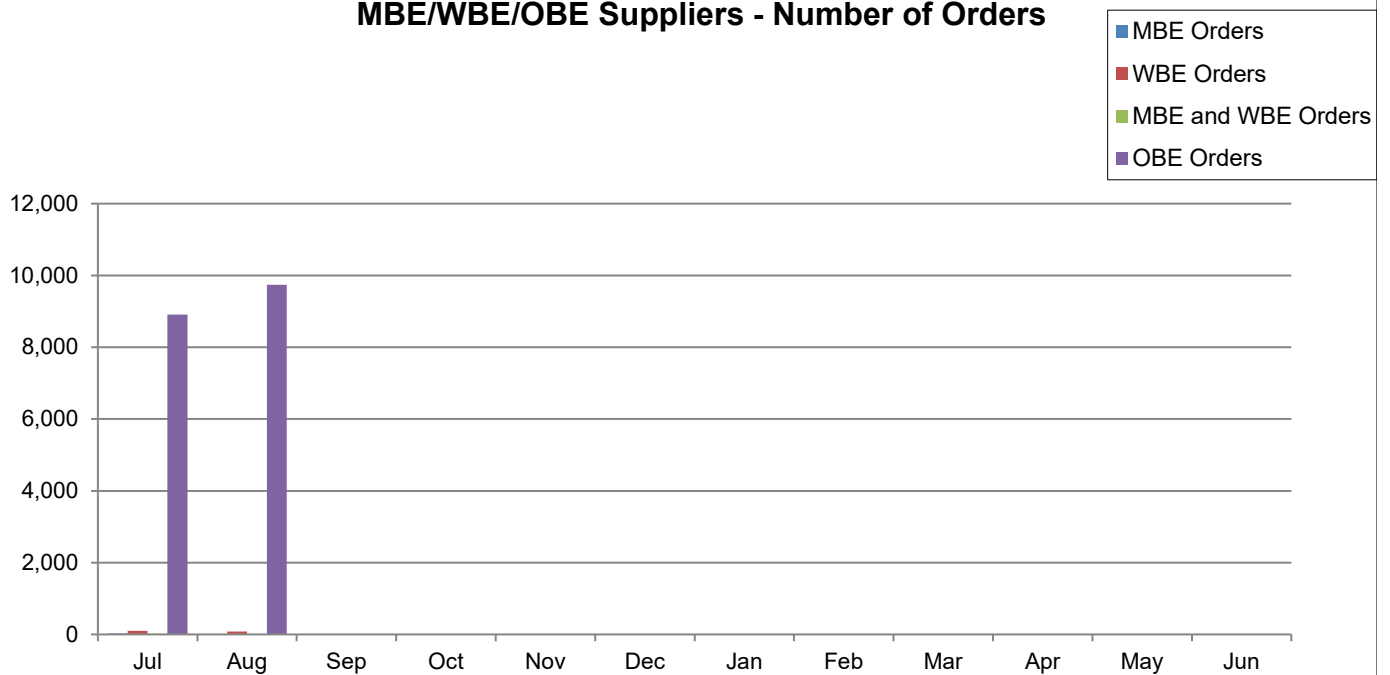 MBE/WBE/OBE Suppliers - Number of Orders
MBE Orders
WBE Orders
MBE and WBE Orders
OBE Orders
12,000
10,000
8,000
6,000
4,000
2,000
0
Jul Aug Sep Oct Nov Dec Jan Feb Mar Apr May Jun